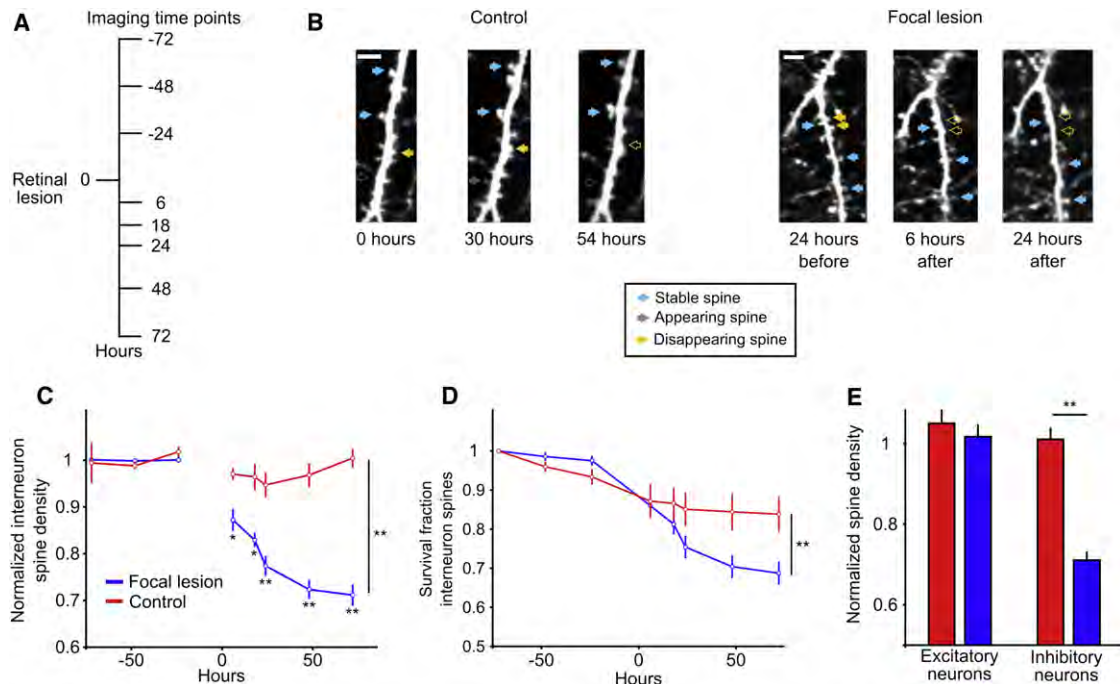 A
Imaging time points
-72
-48
-24
Retinal
lesion
0
6
18
24
48
72
Hours
B
Control
Focal lesion
0 hours
30 hours
54 hours
24 hours
before
6 hours
after
24 hours
after
Stable spine
Appearing spine
Disappearing spine
C
Normalized interneuron
spine density
1
0.9
0.8
0.7
0.6
* * ** ** **
**
Focal lesion
Control
-50 0 50
Hours
D
Survival fraction
interneuron spines
1
0.9
0.8
0.7
0.6
0.5
**
-50 0 50
Hours
E
Normalized spine density
1
0.8
0.6
**
Excitatory
neurons
Inhibitory
neurons